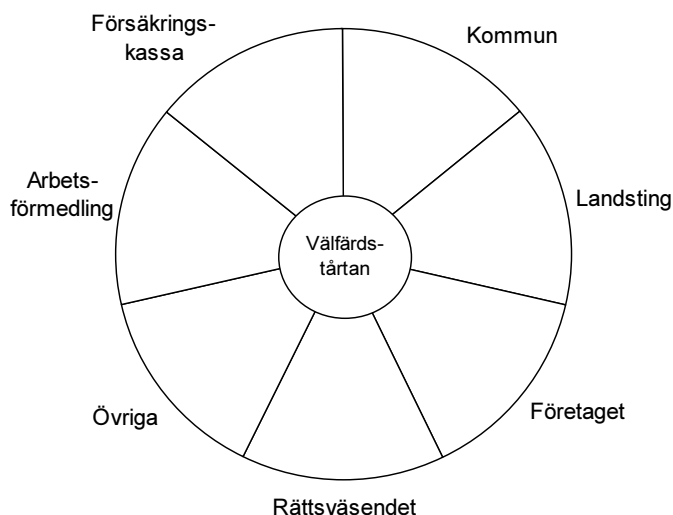 Försäkrings-
kassa
Kommun
Arbets-
förmedling
Landsting
Välfärds-
tårtan
Övriga
Företaget
Rättsväsendet